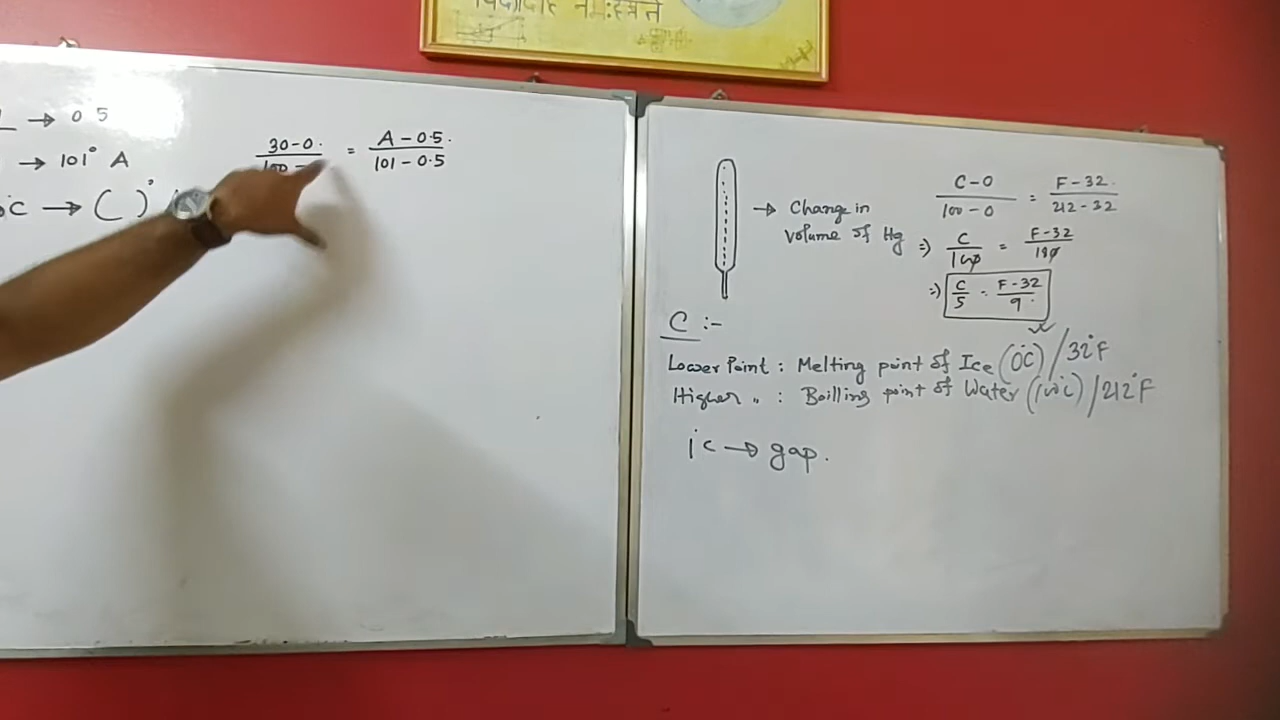 → 0.5
→ 101° A
°C → ( )°
30-0 = A-0.5
100- 101-0.5
→ Change in
volume of Hg
C-0 = F-32
100-0 212-32
⇒) C = F-32
100 180
⇒) C = F-32
5 9
C :-
Lower Point : Melting point of Ice (0°C) / 32°F
Higher " : Boilling point of Water (100°C) / 212°F
1°C → gap.